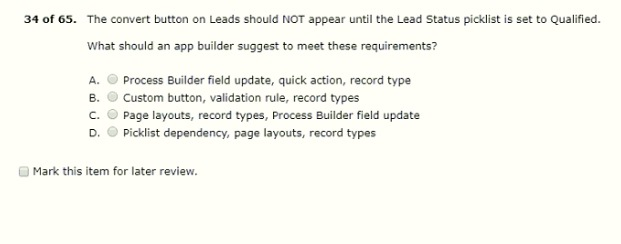 34 of 65. The convert button on Leads should NOT appear until the Lead Status picklist is set to Qualified.
What should an app builder suggest to meet these requirements?
A. Process Builder field update, quick action, record type
B. Custom button, validation rule, record types
C. Page layouts, record types, Process Builder field update
D. Picklist dependency, page layouts, record types
Mark this item for later review.